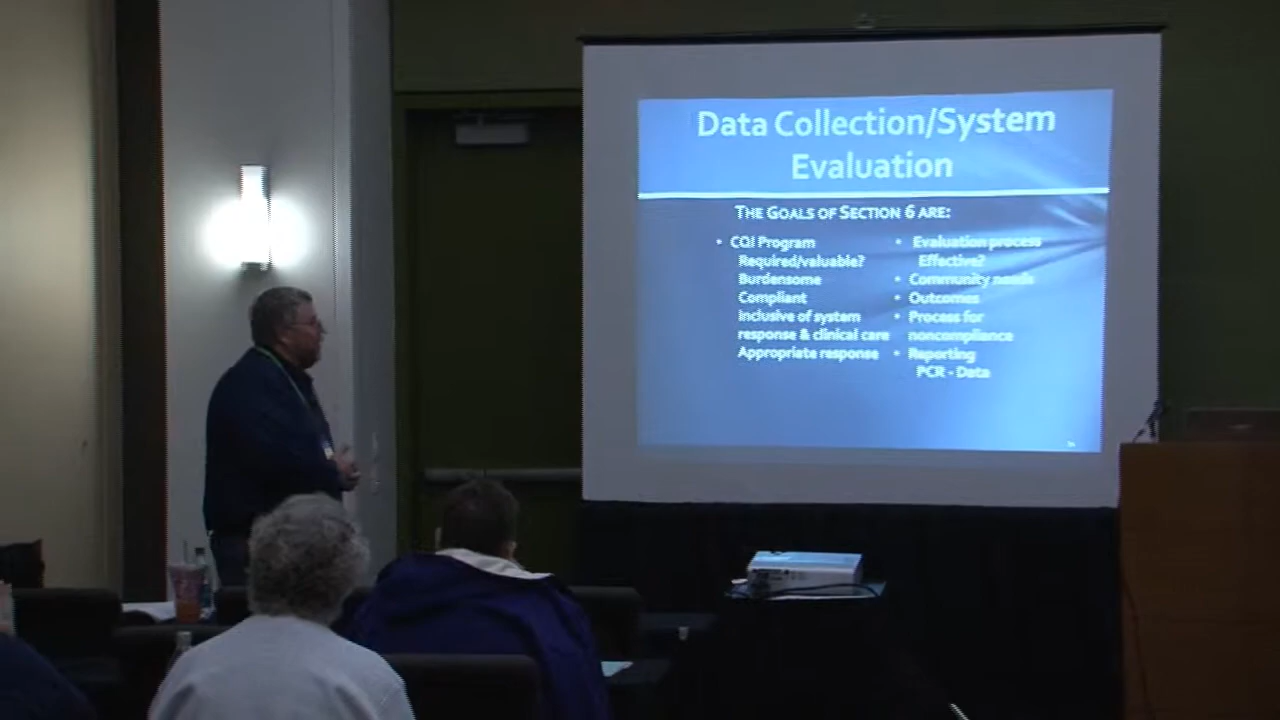 Data Collection/System
Evaluation
THE GOALS OF SECTION 6 ARE:
• CQI Program
Required/valuable?
Burdensome
Compliant
Inclusive of system
response & clinical care
Appropriate response
• Evaluation process
Effective?
• Community needs
• Outcomes
• Process for
noncompliance
• Reporting
PCR - Data